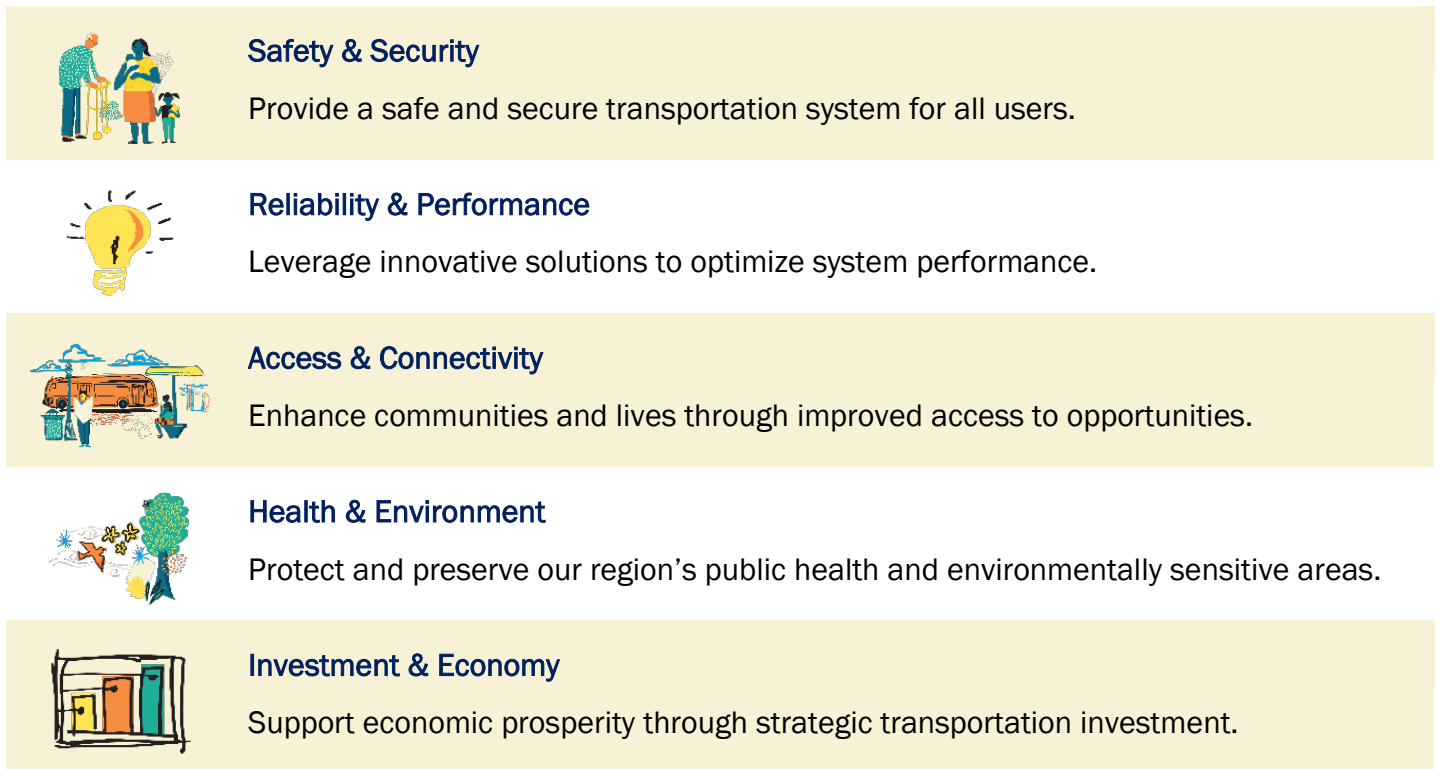 Safety & Security
Provide a safe and secure transportation system for all users.
Reliability & Performance
Leverage innovative solutions to optimize system performance.
Access & Connectivity
Enhance communities and lives through improved access to opportunities.
Health & Environment
Protect and preserve our region’s public health and environmentally sensitive areas.
Investment & Economy
Support economic prosperity through strategic transportation investment.